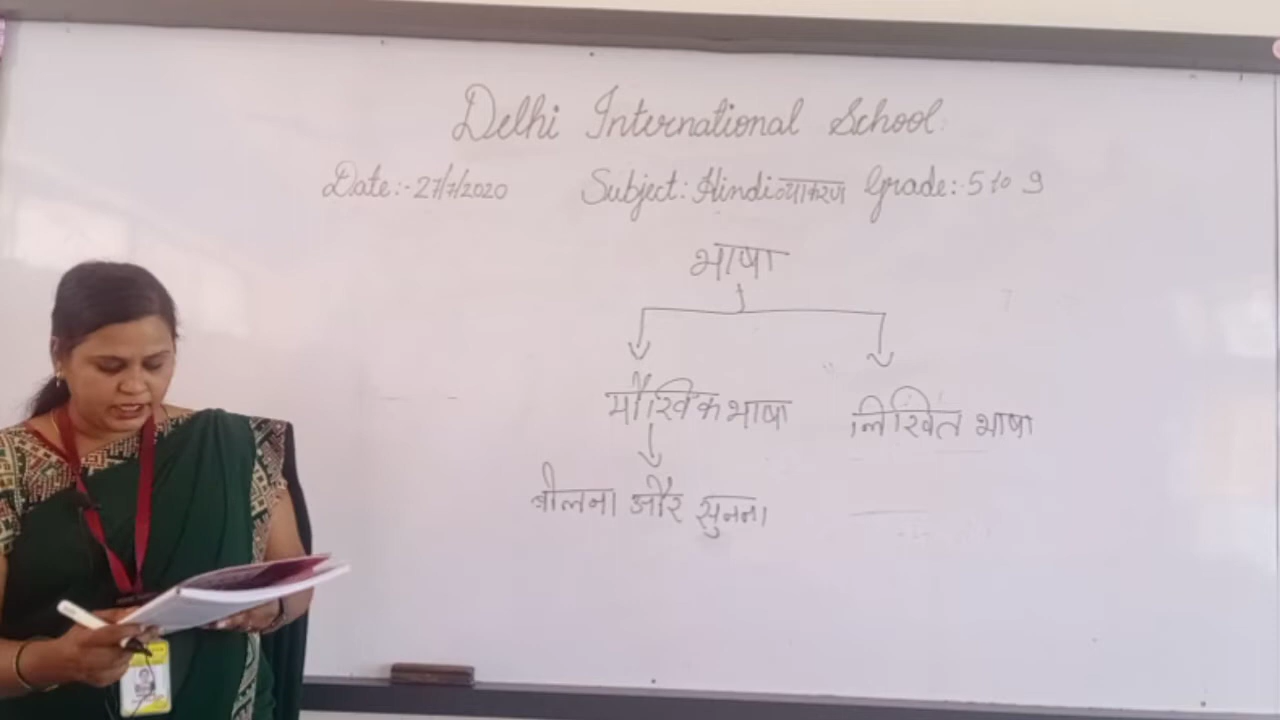 Delhi International School
Date:- 27/7/2020 Subject: Hindi व्याकरण Grade:- 5 to 9
भाषा
मौखिक भाषा लिखित भाषा
बोलना और सुनना